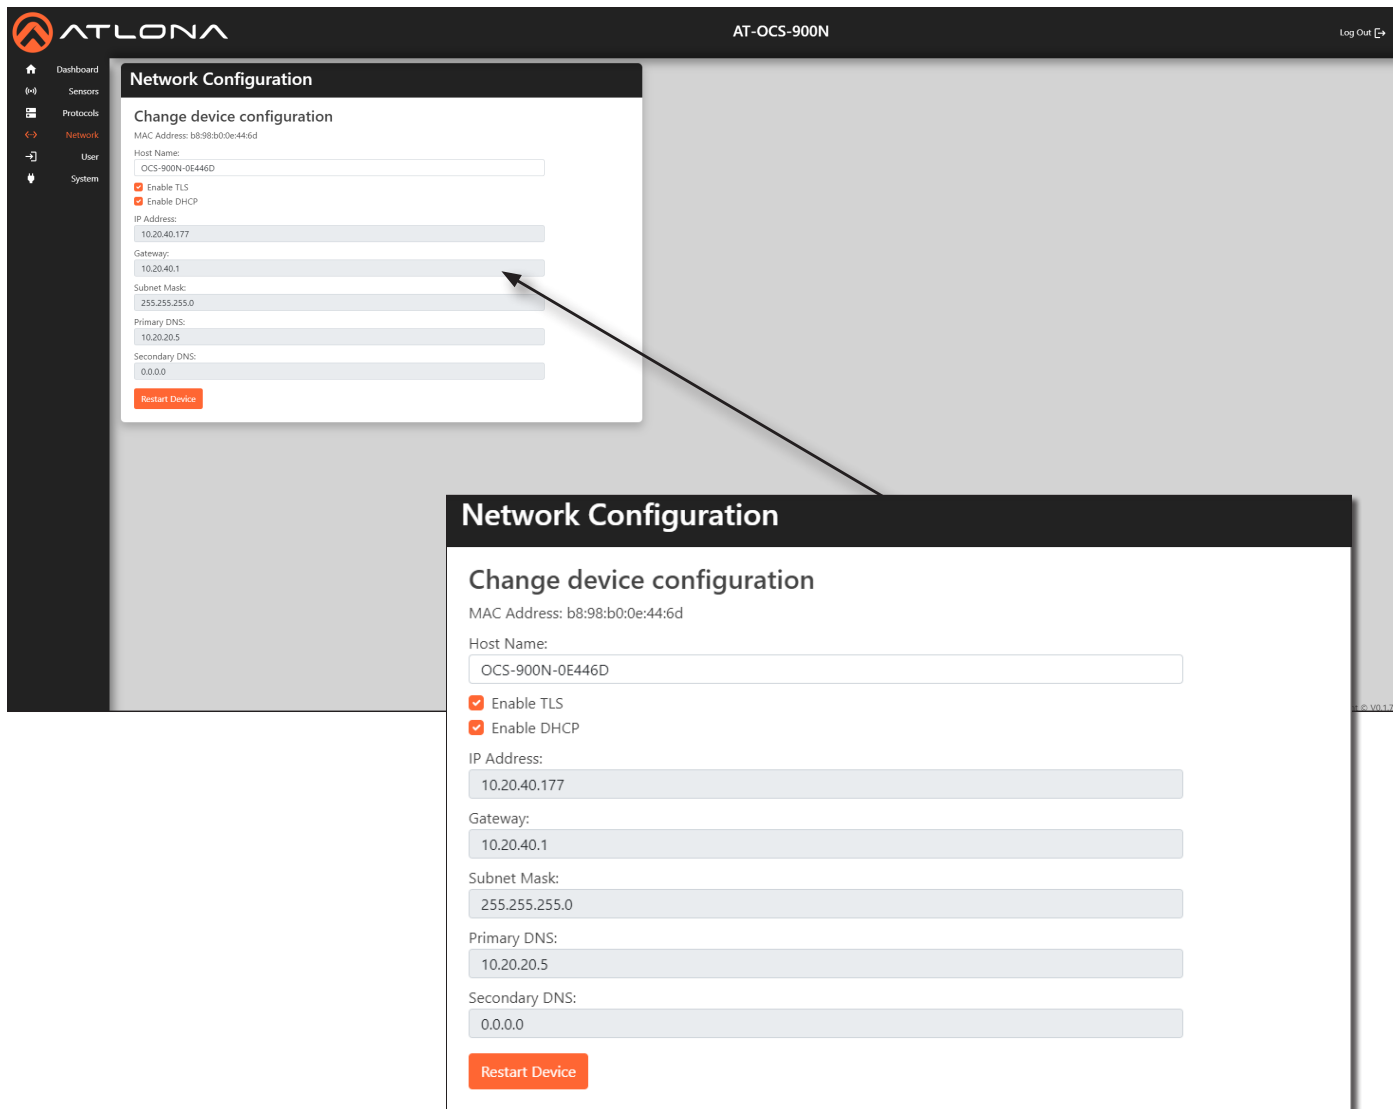 ATLONA
AT-OCS-900N
Log Out
Dashboard
Sensors
Protocols
Network
User
System
Network Configuration
Change device configuration
MAC Address: b8:98:b0:0e:44:6d
Host Name:
OCS-900N-0E446D
Enable TLS
Enable DHCP
IP Address:
10.20.40.177
Gateway:
10.20.40.1
Subnet Mask:
255.255.255.0
Primary DNS:
10.20.20.5
Secondary DNS:
0.0.0.0
Restart Device
© V0.1.7
Network Configuration
Change device configuration
MAC Address: b8:98:b0:0e:44:6d
Host Name:
OCS-900N-0E446D
Enable TLS
Enable DHCP
IP Address:
10.20.40.177
Gateway:
10.20.40.1
Subnet Mask:
255.255.255.0
Primary DNS:
10.20.20.5
Secondary DNS:
0.0.0.0
Restart Device